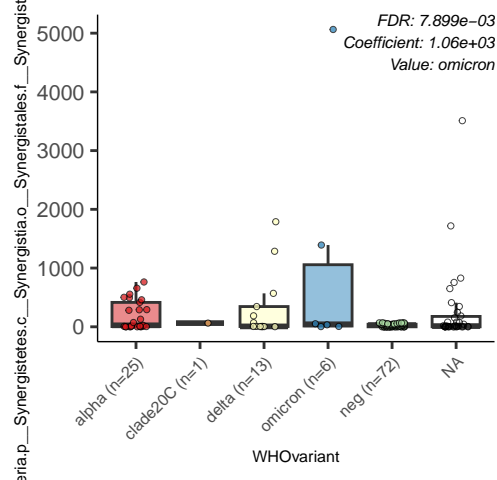 FDR: 7.899e−03
Coefficient: 1.06e+03
Value: omicron
5000
4000
3000
2000
1000
0
eria.p__Synergistetes.c__Synergistia.o__Synergistales.f__Synergist
alpha (n=25)
clade20C (n=1)
delta (n=13)
omicron (n=6)
neg (n=72)
NA
WHOvariant